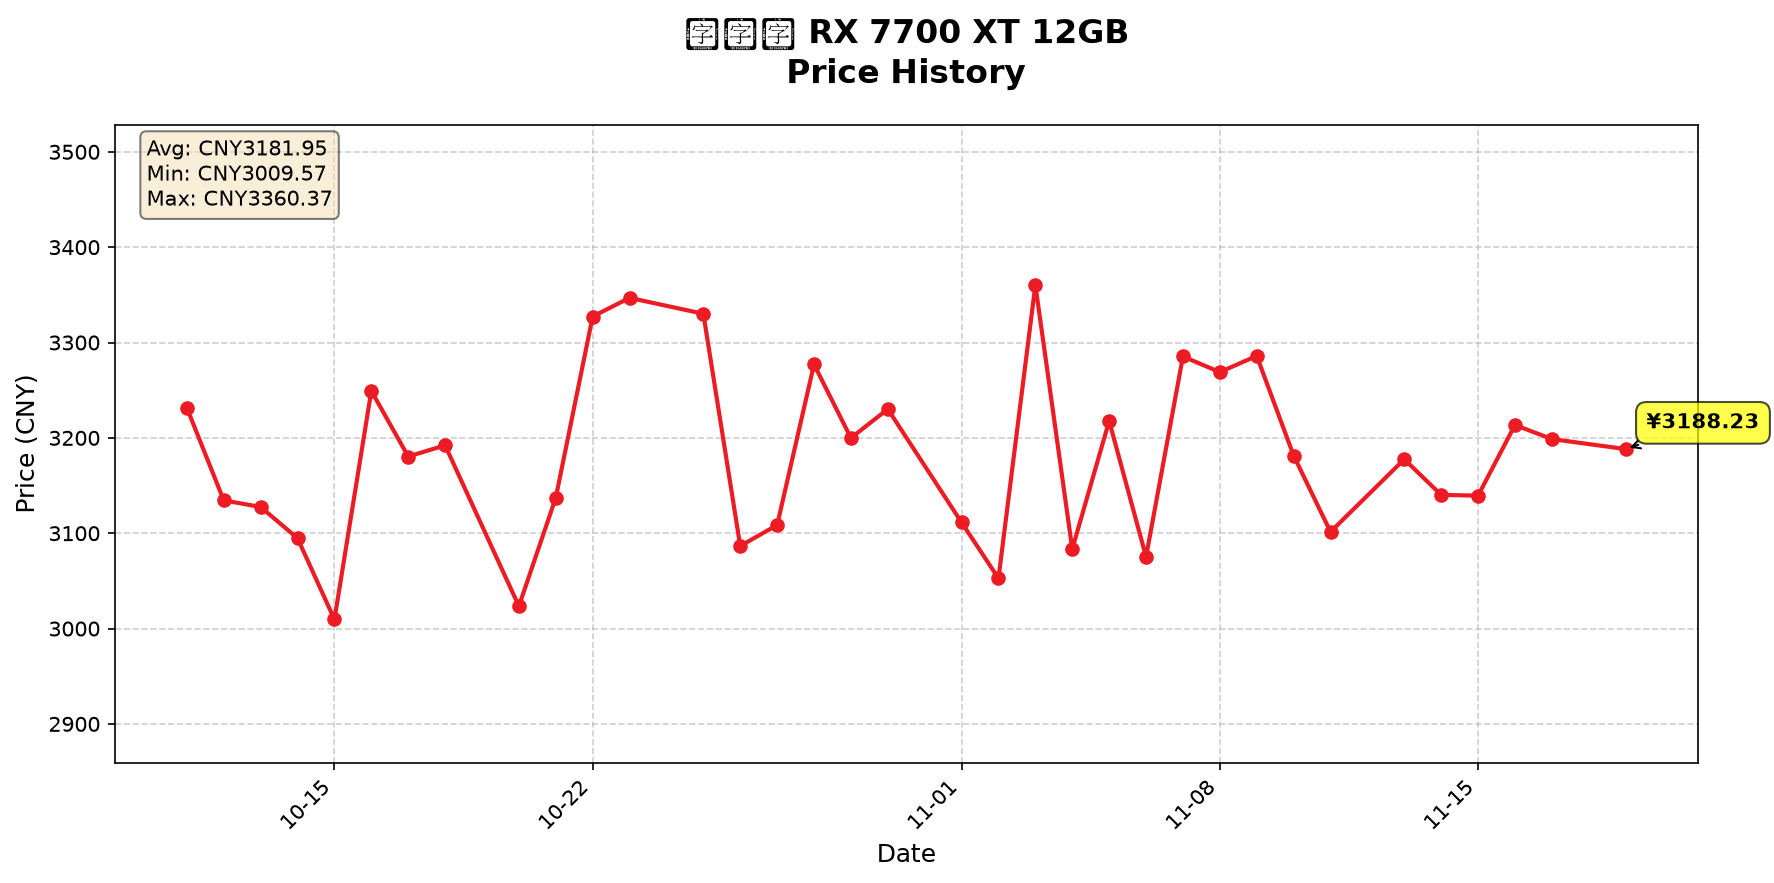 RX 7700 XT 12GB
Price History
Avg: CNY3181.95
Min: CNY3009.57
Max: CNY3360.37
3500
3400
3300
3200
3100
3000
2900
Price (CNY)
¥3188.23
10-15
10-22
11-01
11-08
11-15
Date